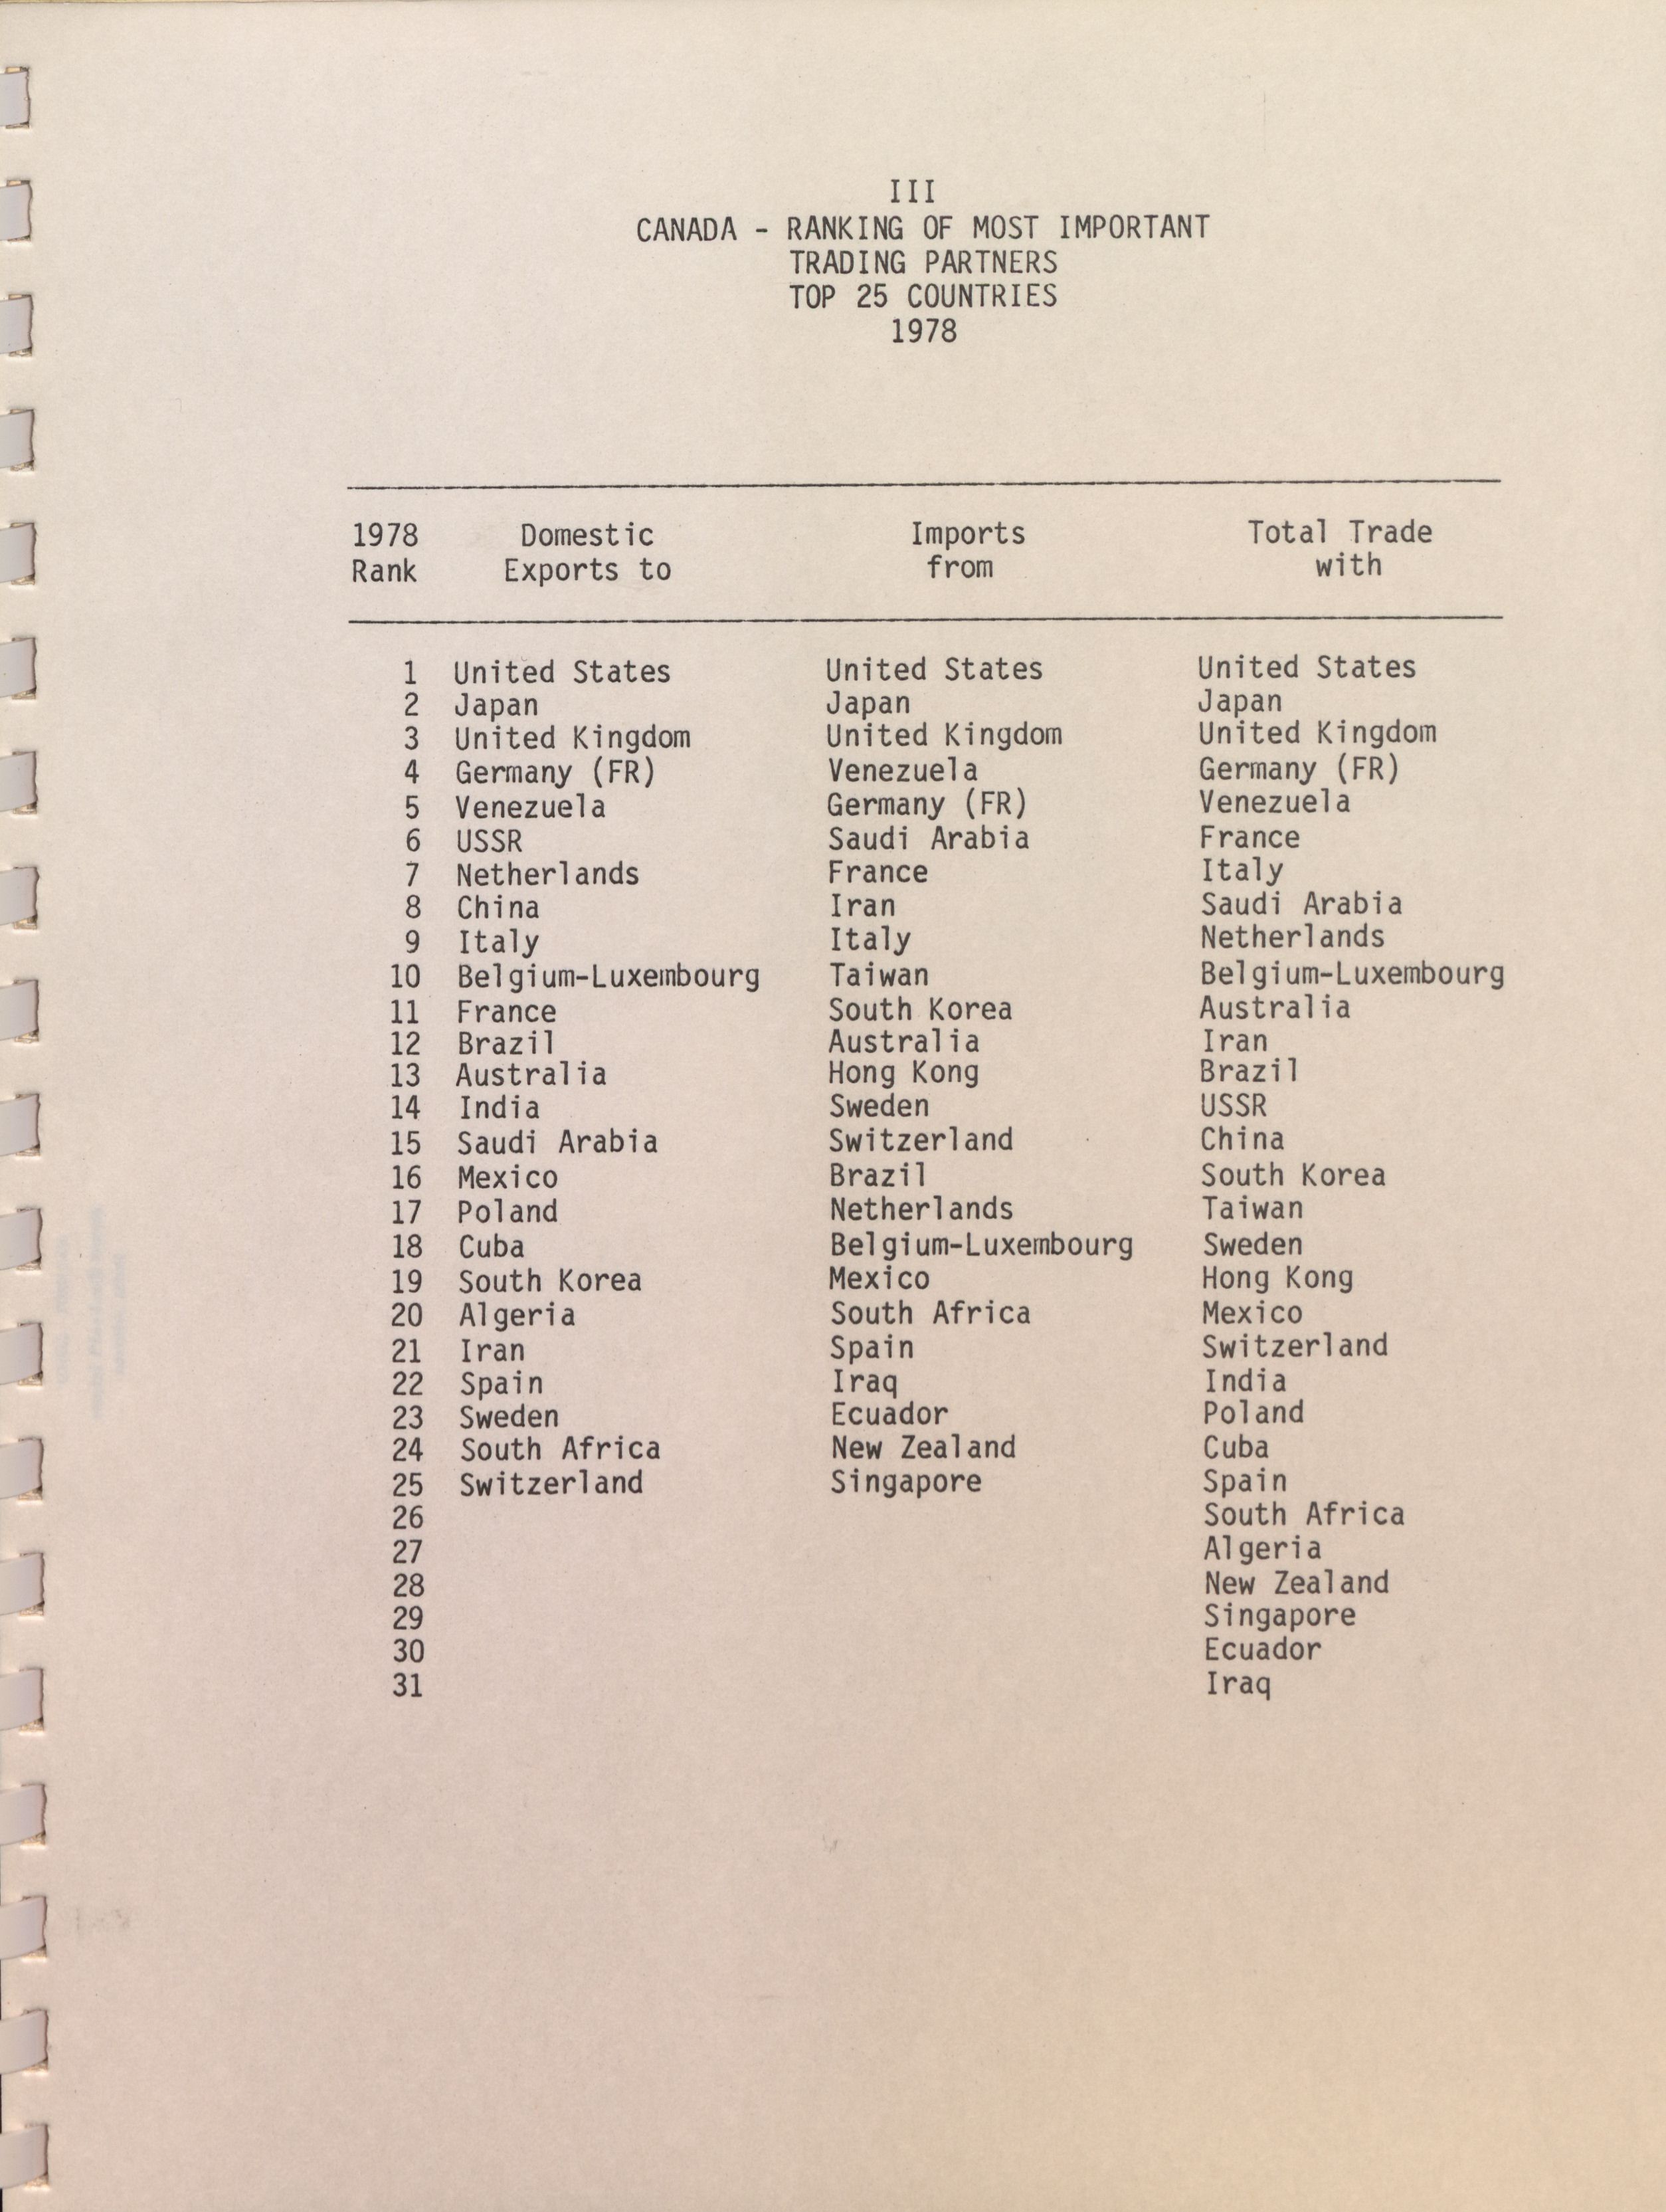 III
CANADA - RANKING OF MOST IMPORTANT
TRADING PARTNERS
TOP 25 COUNTRIES
1978
1978 Domestic Imports Total Trade
Rank Exports to from with
1 United States United States United States
2 Japan Japan Japan
3 United Kingdom United Kingdom United Kingdom
4 Germany (FR) Venezuela Germany (FR)
5 Venezuela Germany (FR) Venezuela
6 USSR Saudi Arabia France
7 Netherlands France Italy
8 China Iran Saudi Arabia
9 Italy Italy Netherlands
10 Belgium-Luxembourg Taiwan Belgium-Luxembourg
11 France South Korea Australia
12 Brazil Australia Iran
13 Australia Hong Kong Brazil
14 India Sweden USSR
15 Saudi Arabia Switzerland China
16 Mexico Brazil South Korea
17 Poland Netherlands Taiwan
18 Cuba Belgium-Luxembourg Sweden
19 South Korea Mexico Hong Kong
20 Algeria South Africa Mexico
21 Iran Spain Switzerland
22 Spain Iraq India
23 Sweden Ecuador Poland
24 South Africa New Zealand Cuba
25 Switzerland Singapore Spain
26 South Africa
27 Algeria
28 New Zealand
29 Singapore
30 Ecuador
31 Iraq